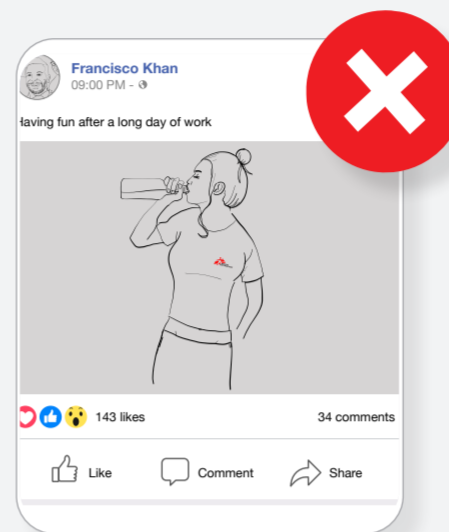 Francisco Khan
09:00 PM -
Having fun after a long day of work
143 likes
34 comments
Like
Comment
Share